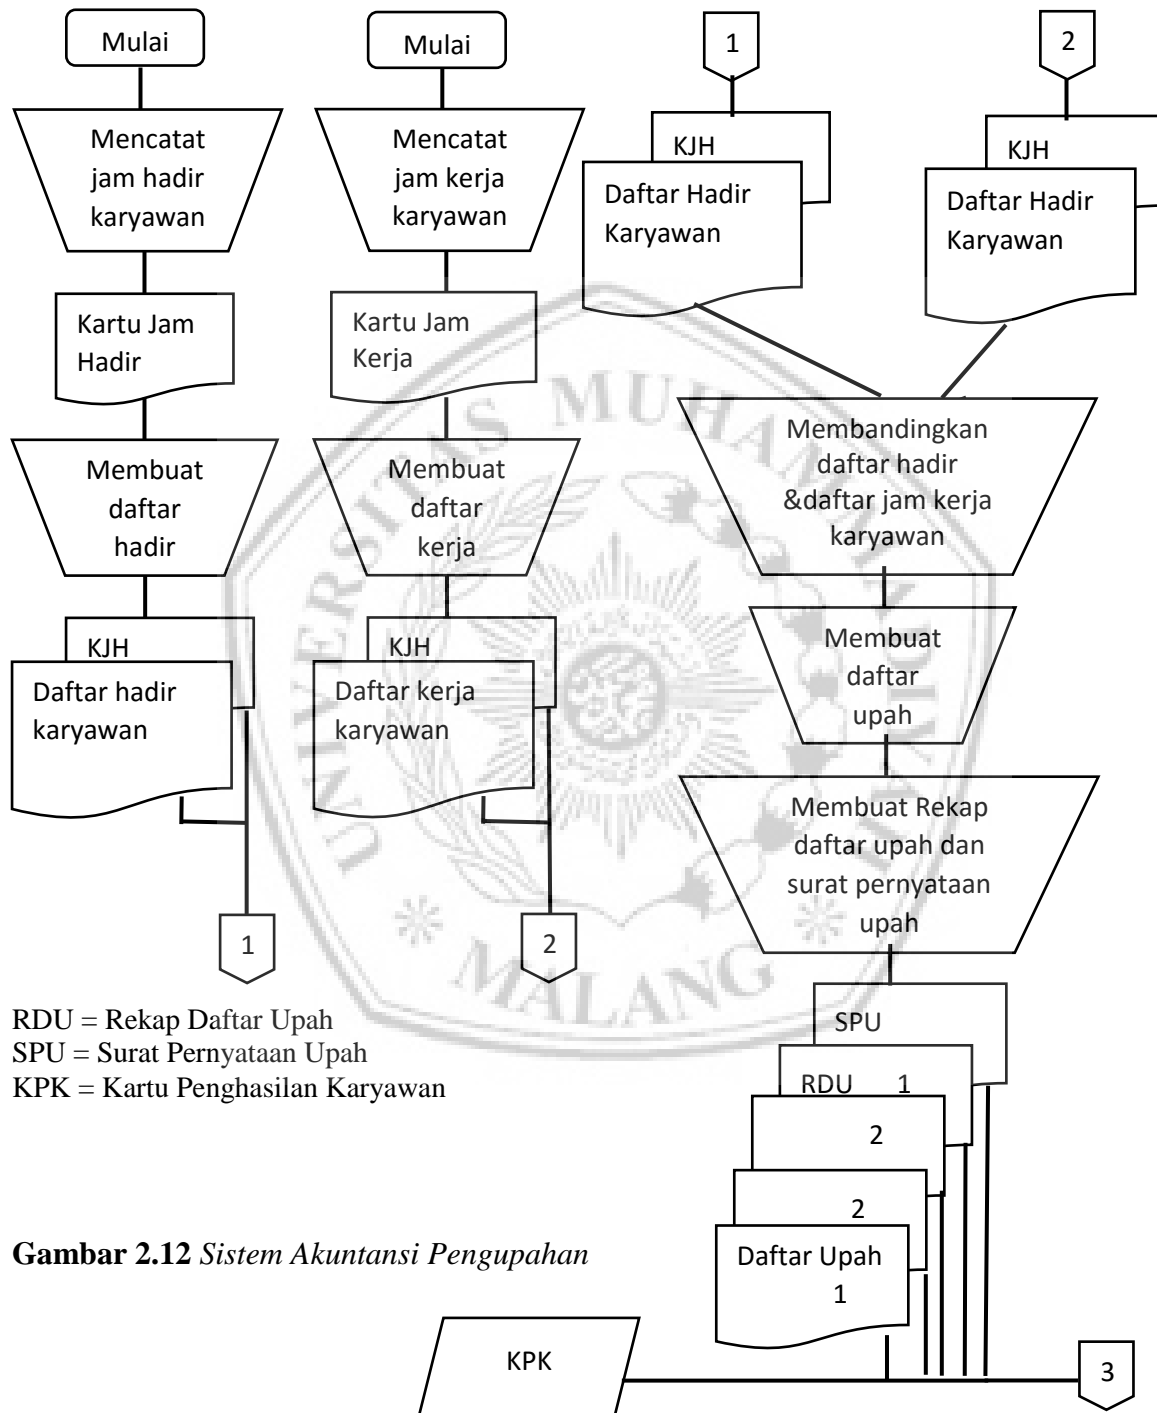 Mulai
Mencatat
jam hadir
karyawan
Kartu Jam
Hadir
Membuat
daftar
hadir
KJH
Daftar hadir
karyawan
1
Mulai
Mencatat
jam kerja
karyawan
Kartu Jam
Kerja
Membuat
daftar
kerja
KJH
Daftar kerja
karyawan
2
1
KJH
Daftar Hadir
Karyawan
2
KJH
Daftar Hadir
Karyawan
Membandingkan
daftar hadir
&daftar jam kerja
karyawan
Membuat
daftar
upah
Membuat Rekap
daftar upah dan
surat pernyataan
upah
SPU
RDU 1
2
2
Daftar Upah
1
KPK
3
RDU = Rekap Daftar Upah
SPU = Surat Pernyataan Upah
KPK = Kartu Penghasilan Karyawan
Gambar 2.12 Sistem Akuntansi Pengupahan
UNIVERSITAS MUHAMMADIYAH
MALANG